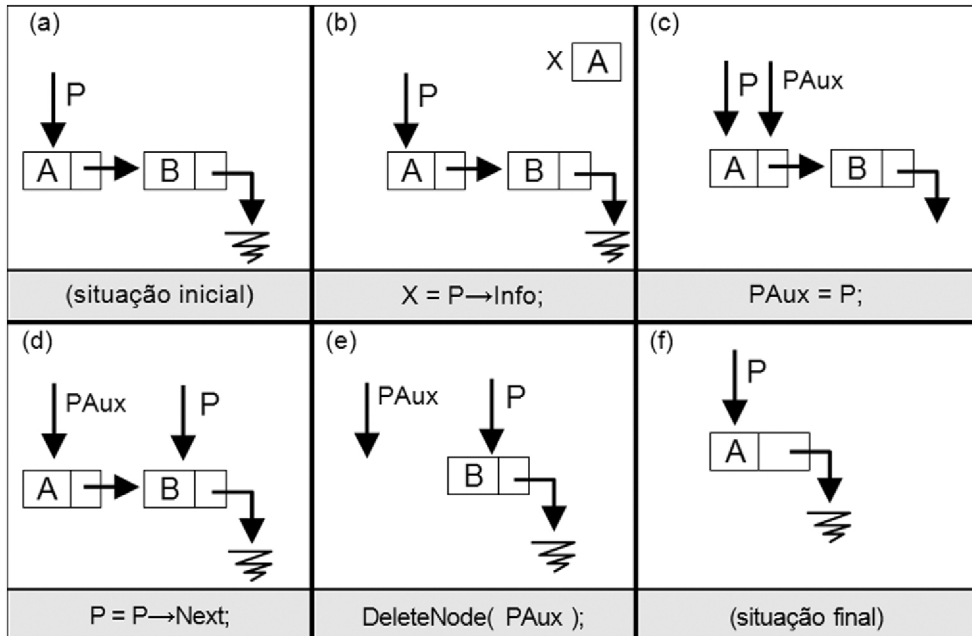 (a)
P
A
B
(situação inicial)
(b)
X A
P
A
B
X = P→Info;
(c)
P
PAux
A
B
PAux = P;
(d)
PAux
P
A
B
P = P→Next;
(e)
PAux
P
B
DeleteNode( PAux );
(f)
P
A
(situação final)